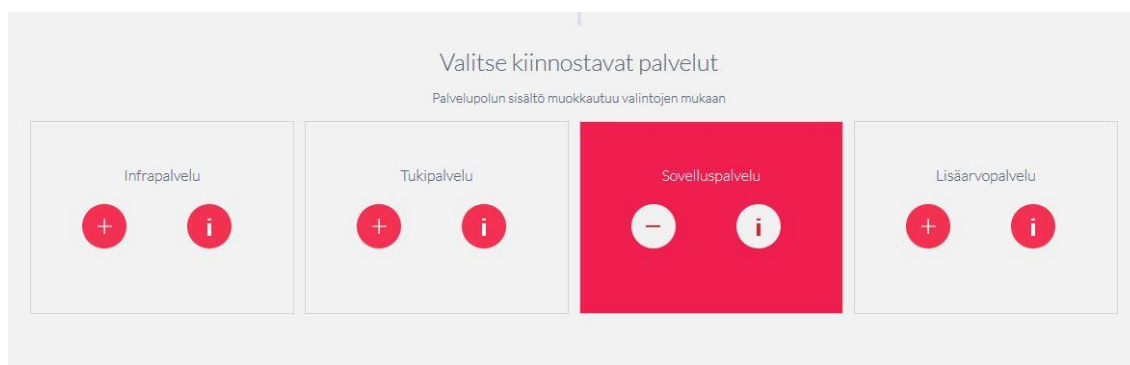 Valitse kiinnostavat palvelut
Palvelupolun sisältö muokkautuu valintojen mukaan
Infrapalvelu
Tukipalvelu
Sovelluspalvelu
Lisäarvopalvelu
+ i
+ i
− i
+ i